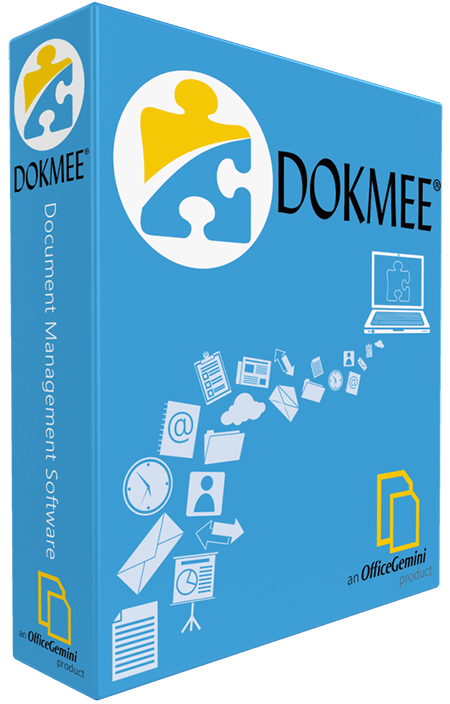 DOKMEE®
Document Management Software
an OfficeGemini
product
DOKMEE®
@
@
an OfficeGemini
product